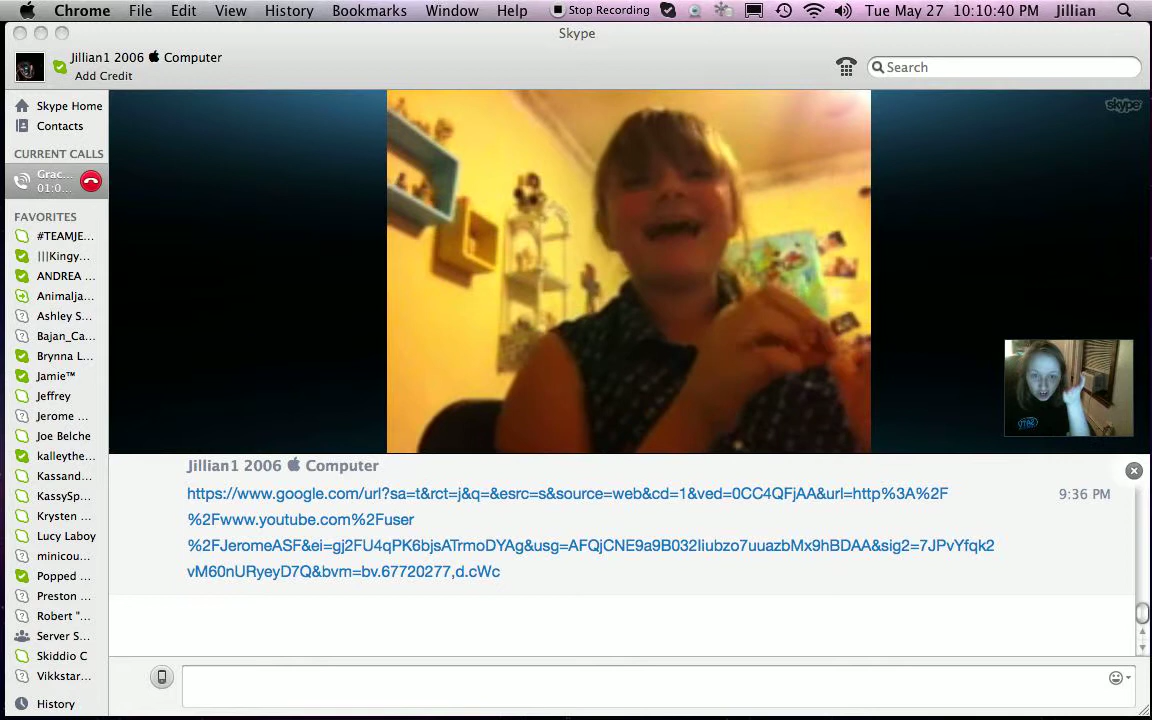 Chrome File Edit View History Bookmarks Window Help Stop Recording Tue May 27 10:10:40 PM Jillian
Skype
Jillian1 2006 Computer
Add Credit
Search
Skype Home
Contacts
CURRENT CALLS
Grac...
01:0...
FAVORITES
#TEAMJE...
|||Kingy...
ANDREA ...
Animalja...
Ashley S...
Bajan_Ca...
Brynna L...
Jamie™
Jeffrey
Jerome ...
Joe Belche
kalleythe...
Kassand...
KassySp...
Krysten ...
Lucy Laboy
minicou...
Popped ...
Preston ...
Robert "...
Server S...
Skiddio C
Vikkstar...
History
skype
Jillian1 2006 Computer
https://www.google.com/url?sa=t&rct=j&q=&esrc=s&source=web&cd=1&ved=0CC4QFjAA&url=http%3A%2F
%2Fwww.youtube.com%2Fuser
%2FJeromeASF&ei=gj2FU4qPK6bjsATrmoDYAg&usg=AFQjCNE9a9B032Iiubzo7uuazbMx9hBDAA&sig2=7JPvYfqk2
vM60nURyeyD7Q&bvm=bv.67720277,d.cWc
9:36 PM